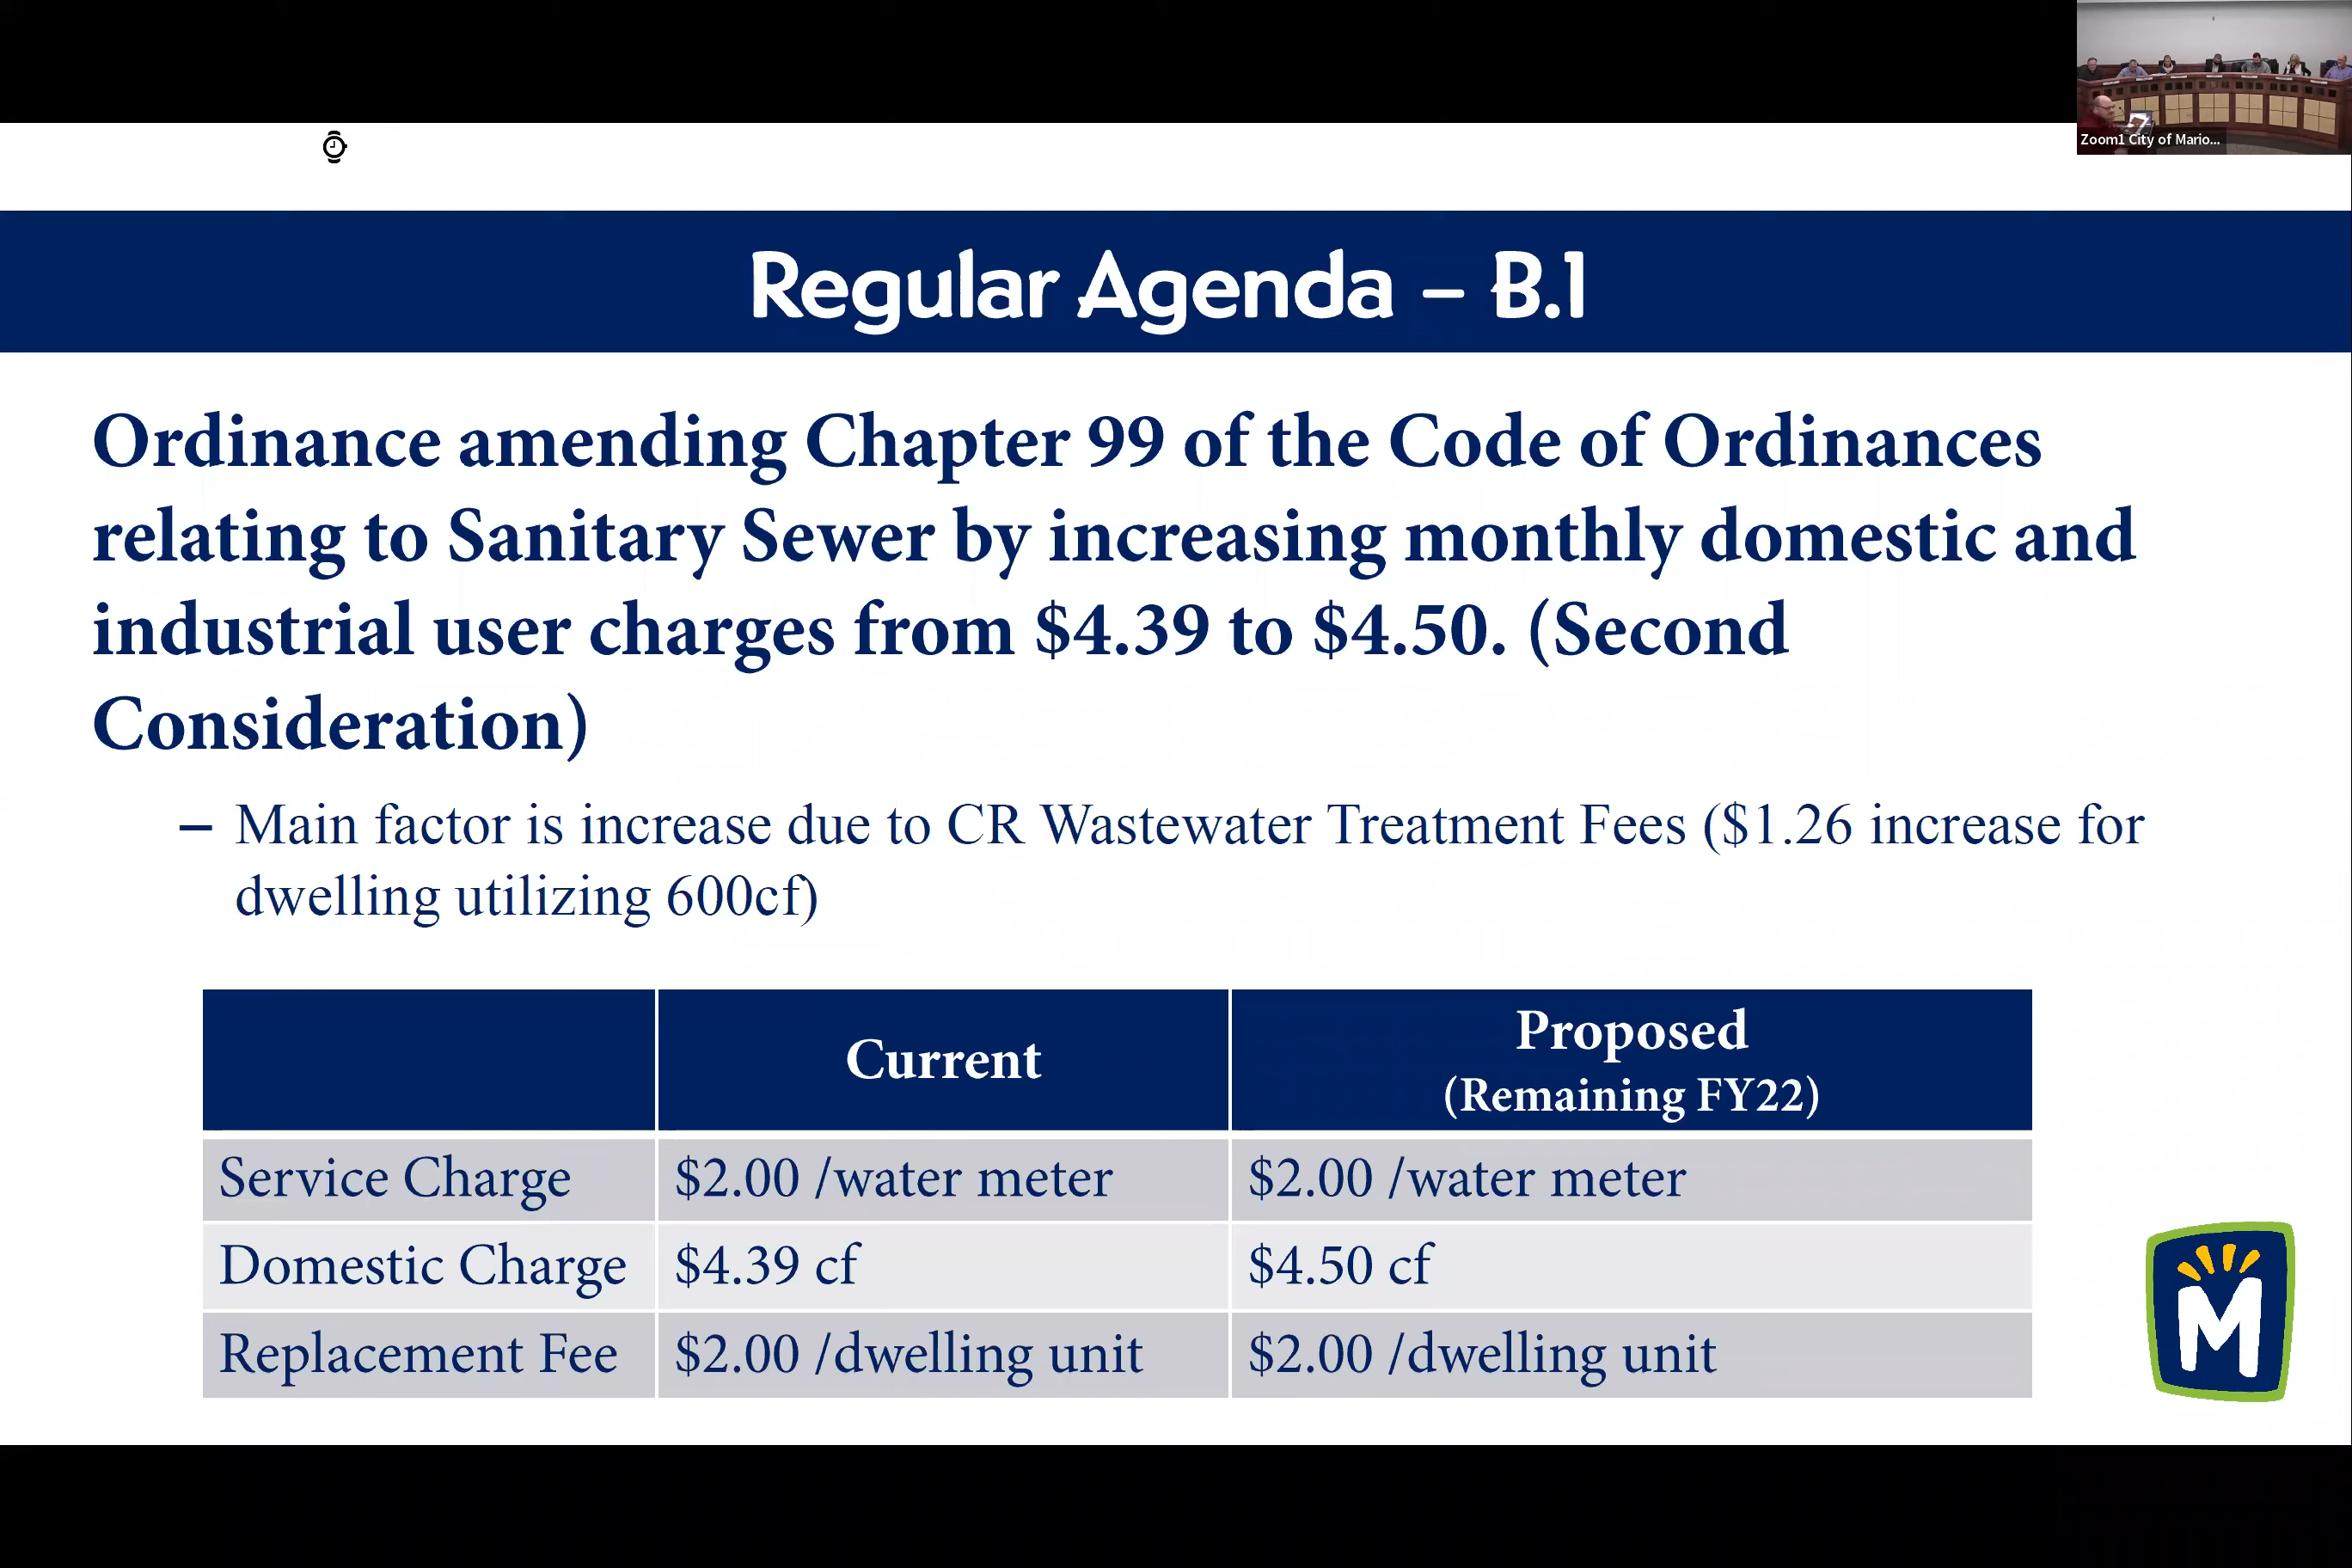 Zoom1 City of Mario...
Regular Agenda – B.1
Ordinance amending Chapter 99 of the Code of Ordinances
relating to Sanitary Sewer by increasing monthly domestic and
industrial user charges from $4.39 to $4.50. (Second
Consideration)
– Main factor is increase due to CR Wastewater Treatment Fees ($1.26 increase for
dwelling utilizing 600cf)
Current
Proposed
(Remaining FY22)
Service Charge $2.00 /water meter $2.00 /water meter
Domestic Charge $4.39 cf $4.50 cf
Replacement Fee $2.00 /dwelling unit $2.00 /dwelling unit
M